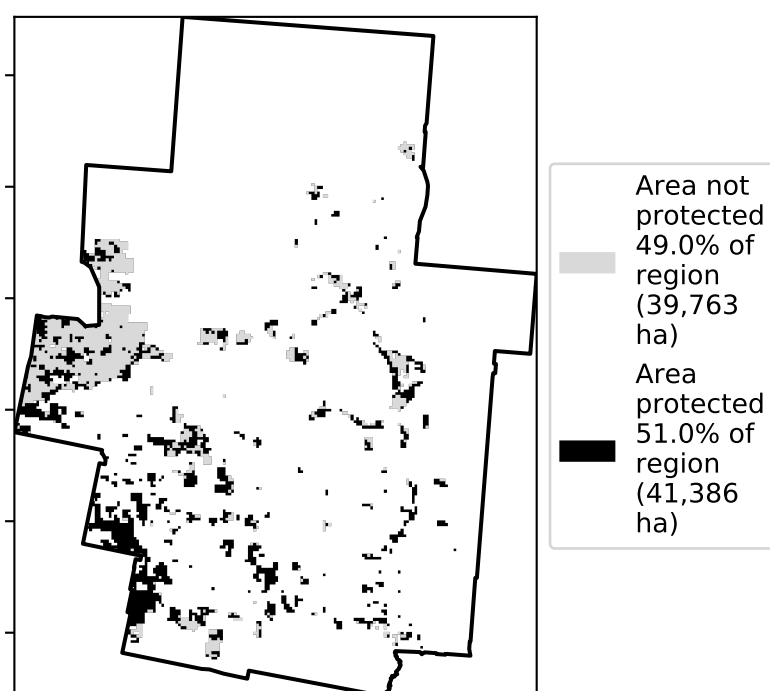 Area not
protected
49.0% of
region
(39,763
ha)
Area
protected
51.0% of
region
(41,386
ha)